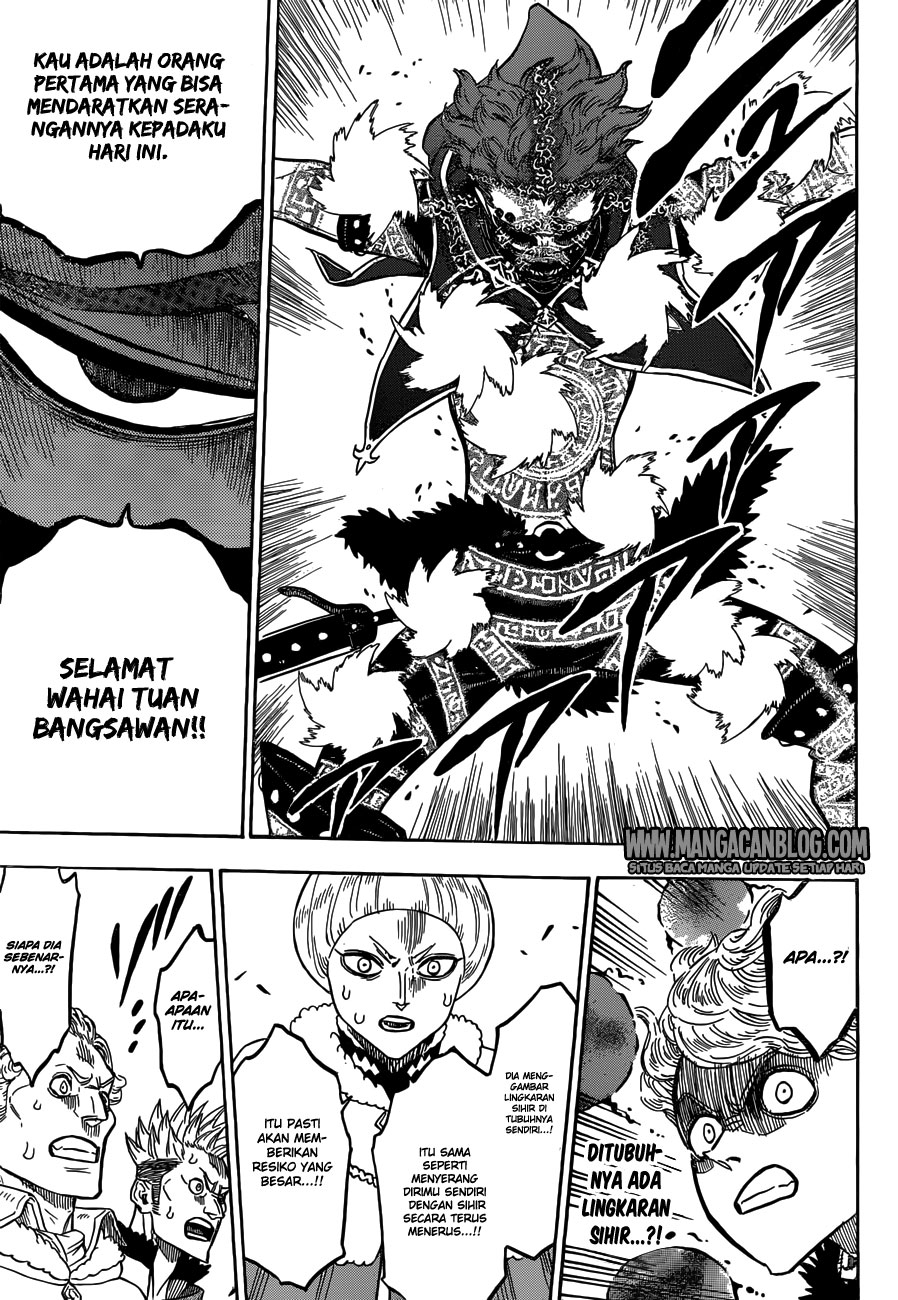 KAU ADALAH ORANG
PERTAMA YANG BISA
MENDARATKAN SERA-
NGANNYA KEPADAKU
HARI INI.
SELAMAT
WAHAI TUAN
BANGSAWAN!!
WWW.MANGACANBLOG.COM
SITUS BACA MANGA UPDATE SETIAP HARI
APA...?!
DITUBUH-
NYA ADA
LINGKARAN
SIHIR...?!
DIA MENG-
GAMBAR
LINGKARAN
SIHIR DI
TUBUHNYA
SENDIRI...!
ITU SAMA
SEPERTI
MENYERANG
DIRIMU SENDIRI
DENGAN SIHIR
SECARA TERUS
MENERUS...!!
ITU PASTI
AKAN MEM-
BERIKAN
RESIKO YANG
BESAR...!!
APA-
APAAN
ITU...
SIAPA DIA
SEBENAR-
NYA...?!